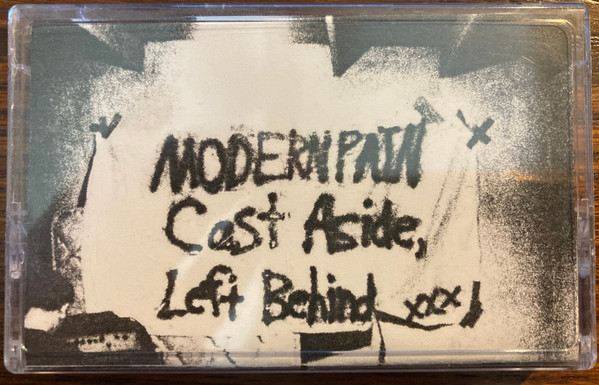 MODERN PAIN
Cast Aside,
Left Behind xxx